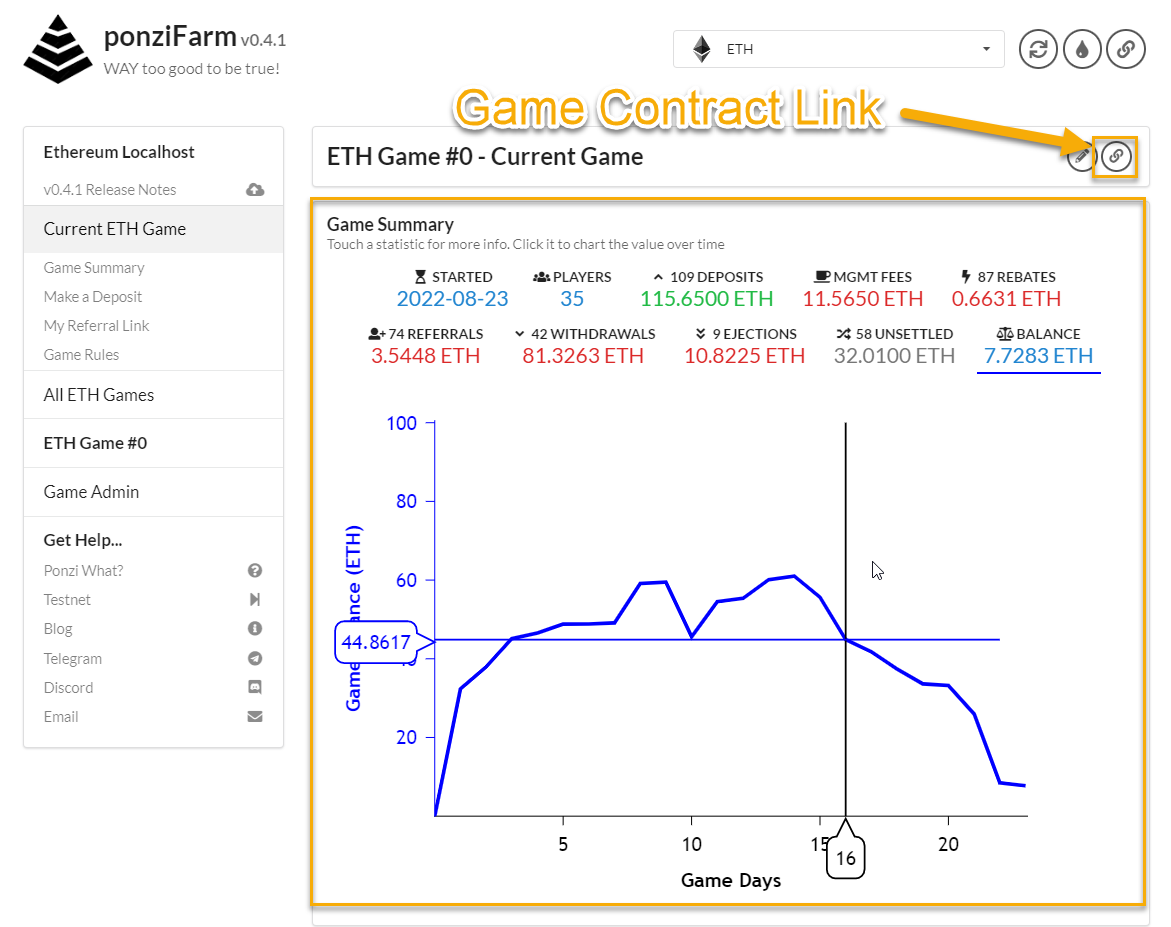 ponziFarm v0.4.1
WAY too good to be true!
ETH
Game Contract Link
Ethereum Localhost
v0.4.1 Release Notes
Current ETH Game
Game Summary
Make a Deposit
My Referral Link
Game Rules
All ETH Games
ETH Game #0
Game Admin
Get Help...
Ponzi What?
Testnet
Blog
Telegram
Discord
Email
ETH Game #0 - Current Game
Game Summary
Touch a statistic for more info. Click it to chart the value over time
STARTED PLAYERS 109 DEPOSITS MGMT FEES 87 REBATES
2022-08-23 35 115.6500 ETH 11.5650 ETH 0.6631 ETH
74 REFERRALS 42 WITHDRAWALS 9 EJECTIONS 58 UNSETTLED BALANCE
3.5448 ETH 81.3263 ETH 10.8225 ETH 32.0100 ETH 7.7283 ETH
100
80
60
44.8617
20
Game ance (ETH)
5 10 15 20
16
Game Days